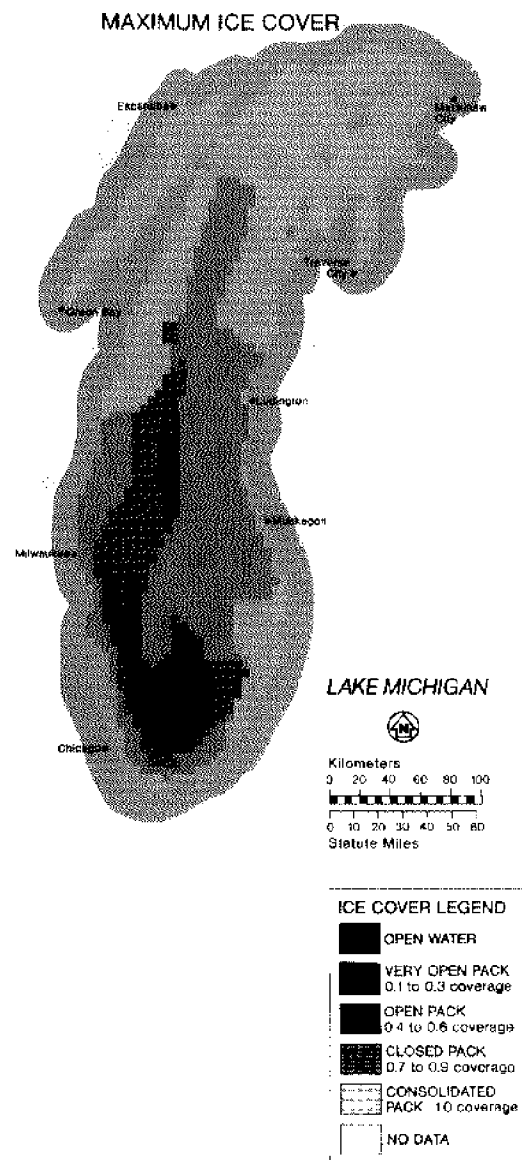 MAXIMUM ICE COVER
Escanaba
Mackinaw
City
Traverse
City
Green Bay
Ludington
Muskegon
Milwaukee
LAKE MICHIGAN
N
Chicago
Kilometers
0 20 40 60 80 100
0 10 20 30 40 50 60
Statute Miles
ICE COVER LEGEND
OPEN WATER
VERY OPEN PACK
0.1 to 0.3 coverage
OPEN PACK
0.4 to 0.6 coverage
CLOSED PACK
0.7 to 0.9 coverage
CONSOLIDATED
PACK 1.0 coverage
NO DATA